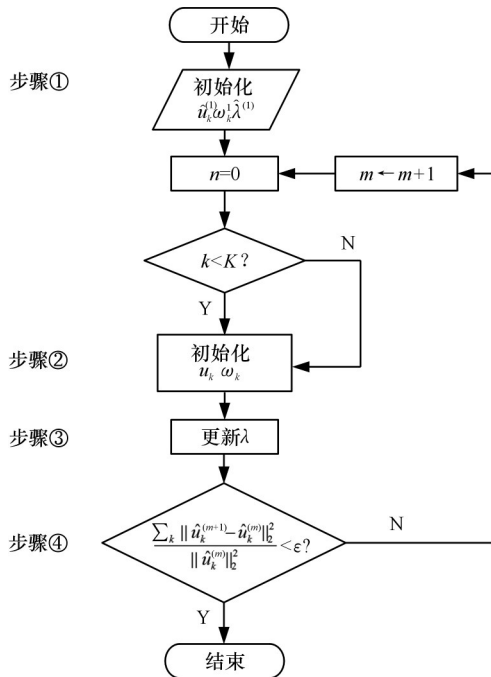 开始
步骤①
初始化
û_k^(1) ω_k^1 λ̂^(1)
n=0
m←m+1
k<K?
N
Y
步骤②
初始化
u_k ω_k
步骤③
更新λ
步骤④
∑_k ||û_k^(m+1)-û_k^(m)||_2^2 / ||û_k^(m)||_2^2 <ε?
N
Y
结束